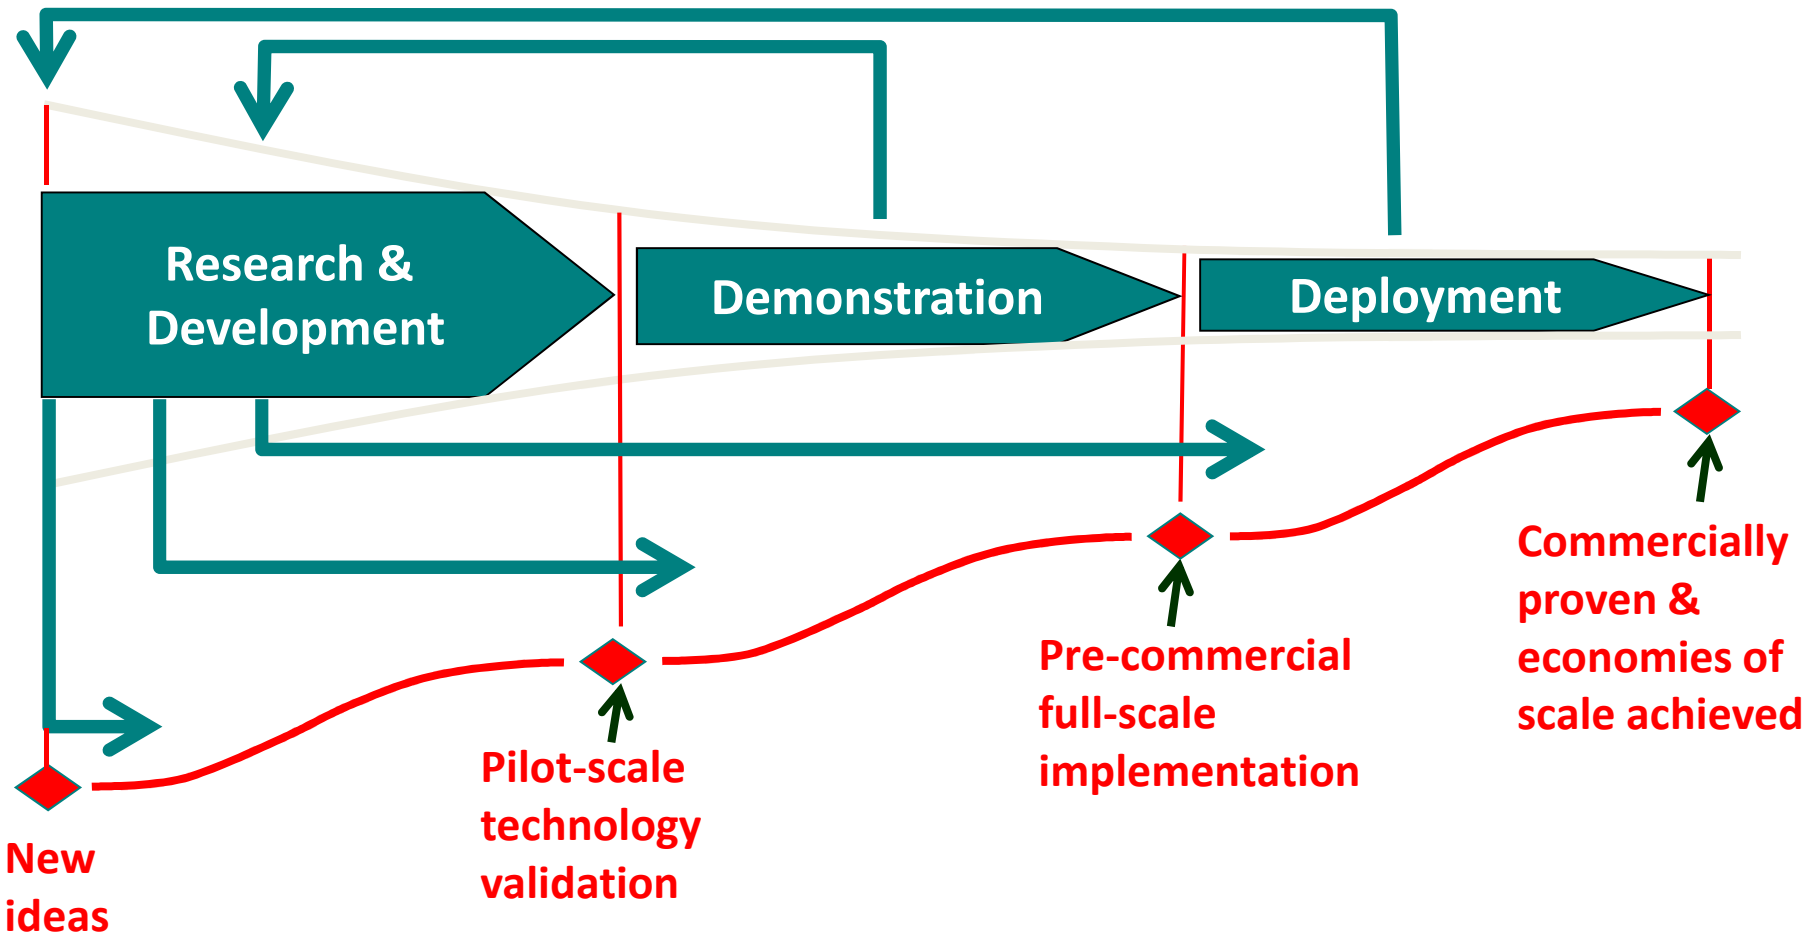 Research &
Development
Demonstration
Deployment
Commercially
proven &
economies of
scale achieved
Pre-commercial
full-scale
implementation
Pilot-scale
technology
validation
New
ideas